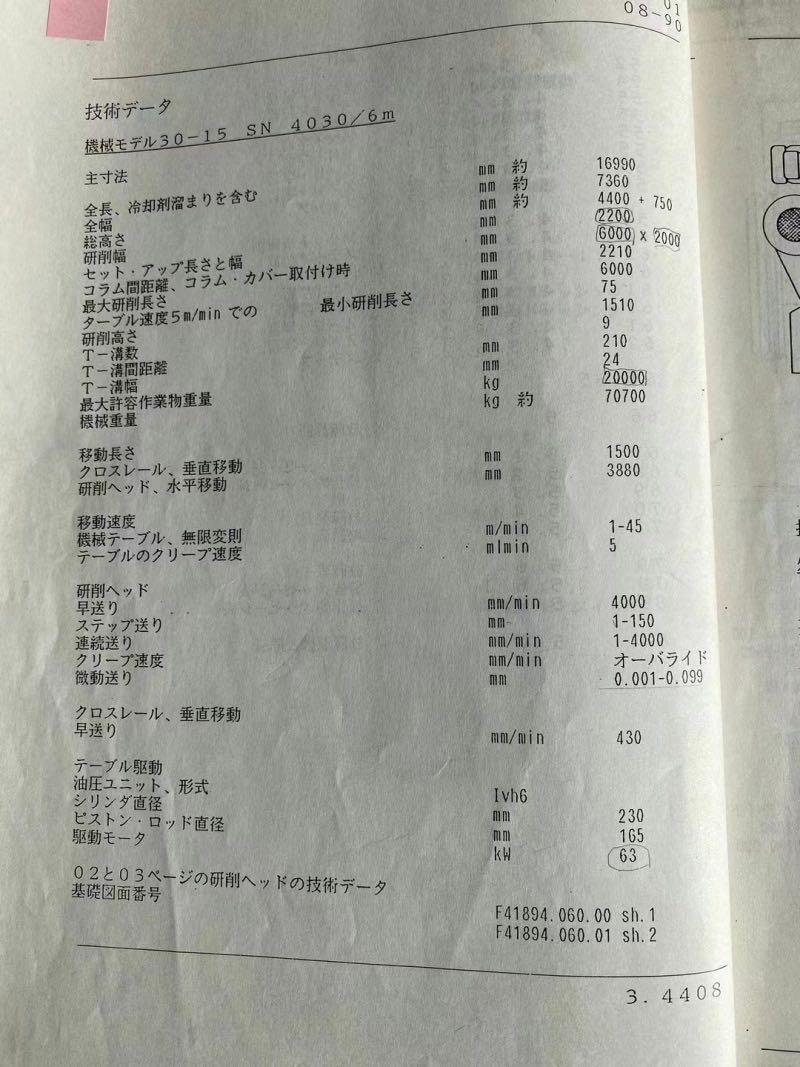 01
08-90
技術データ
機械モデル30-15 SN 4030/6m
主寸法
全長、冷却剤溜まりを含む mm 約 16990
全幅 mm 約 7360
総高さ mm 約 4400 + 750
研削幅 mm 2200
セット・アップ長さと幅 mm 6000 x 2000
コラム間距離、コラム・カバー取付け時 mm 2210
最大研削長さ mm 6000
ターブル速度5m/minでの 最小研削長さ mm 75
研削高さ mm 1510
T-溝数 9
T-溝間距離 mm 210
T-溝幅 mm 24
最大許容作業物重量 kg 20000
機械重量 kg 約 70700
移動長さ
クロスレール、垂直移動 mm 1500
研削ヘッド、水平移動 mm 3880
移動速度
機械テーブル、無限変則 m/min 1-45
テーブルのクリープ速度 mlmin 5
研削ヘッド
早送り mm/min 4000
ステップ送り mm 1-150
連続送り mm/min 1-4000
クリープ速度 mm/min オーバライド
微動送り mm 0.001-0.099
クロスレール、垂直移動
早送り mm/min 430
テーブル駆動
油圧ユニット、形式 Ivh6
シリンダ直径 mm 230
ピストン・ロッド直径 mm 165
駆動モータ kW 63
02と03ページの研削ヘッドの技術データ
基礎図面番号
F41894.060.00 sh.1
F41894.060.01 sh.2
3. 4408